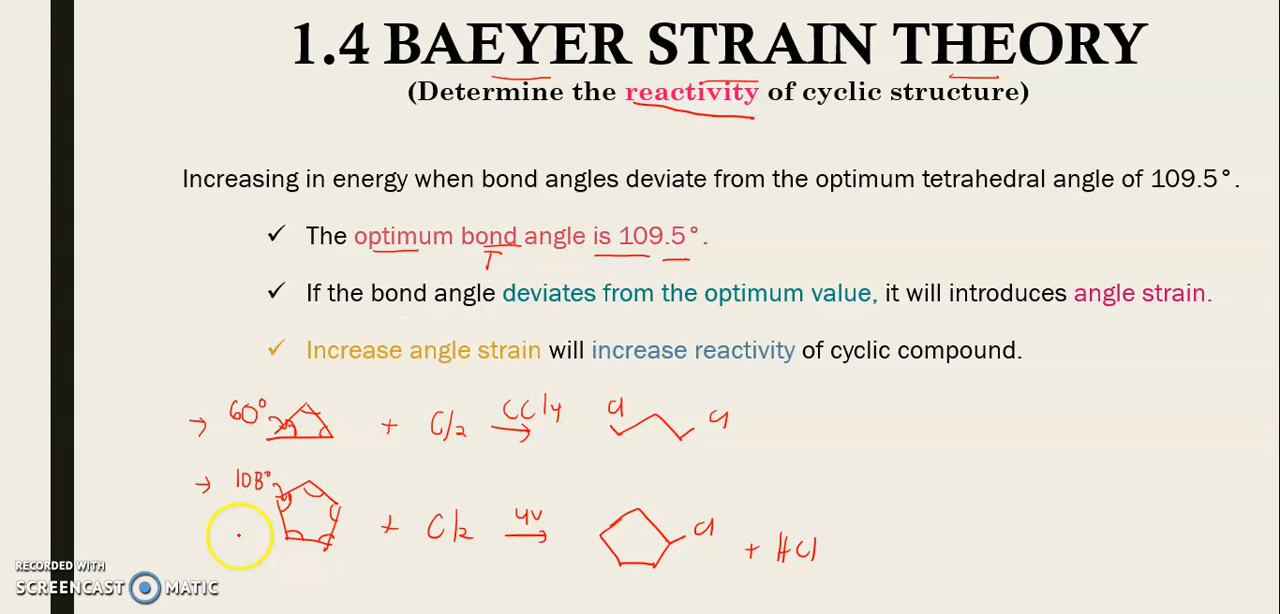 1.4 BAEYER STRAIN THEORY
(Determine the reactivity of cyclic structure)
Increasing in energy when bond angles deviate from the optimum tetrahedral angle of 109.5°.
✓ The optimum bond angle is 109.5°.
T
✓ If the bond angle deviates from the optimum value, it will introduces angle strain.
✓ Increase angle strain will increase reactivity of cyclic compound.
→ 60° + Cl2 CCl4 → Cl Cl
→ 108° + Cl2 uv → Cl + HCl
RECORDED WITH
SCREENCAST MATIC